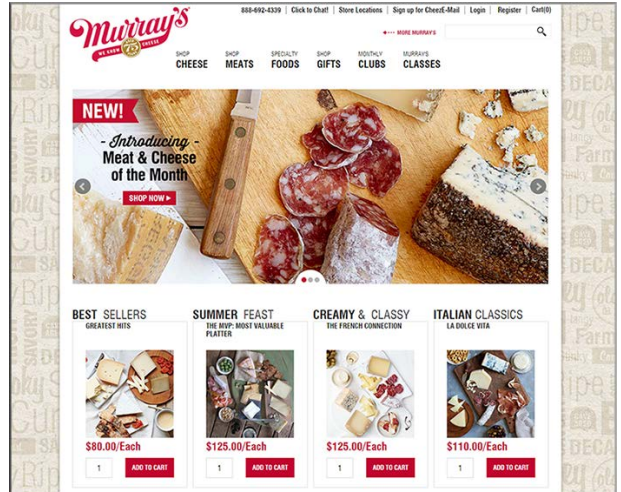 888-692-4339 | Click to Chat! | Store Locations | Sign up for CheezE-Mail | Login | Register | Cart(0)
Murray's
WE KNOW CHEESE
MORE MURRAY'S
SHOP CHEESE
SHOP MEATS
SPECIALTY FOODS
SHOP GIFTS
MONTHLY CLUBS
MURRAYS CLASSES
NEW!
- Introducing -
Meat & Cheese
of the Month
SHOP NOW
BEST SELLERS
GREATEST HITS
$80.00/Each
1 ADD TO CART
SUMMER FEAST
THE MVP: MOST VALUABLE
PLATTER
$125.00/Each
1 ADD TO CART
CREAMY & CLASSY
THE FRENCH CONNECTION
$125.00/Each
1 ADD TO CART
ITALIAN CLASSICS
LA DOLCE VITA
$110.00/Each
1 ADD TO CART